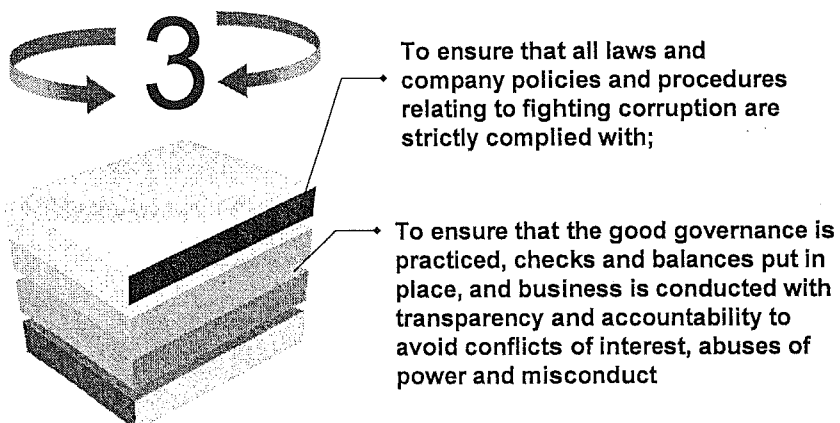 3
To ensure that all laws and
company policies and procedures
relating to fighting corruption are
strictly complied with;
To ensure that the good governance is
practiced, checks and balances put in
place, and business is conducted with
transparency and accountability to
avoid conflicts of interest, abuses of
power and misconduct